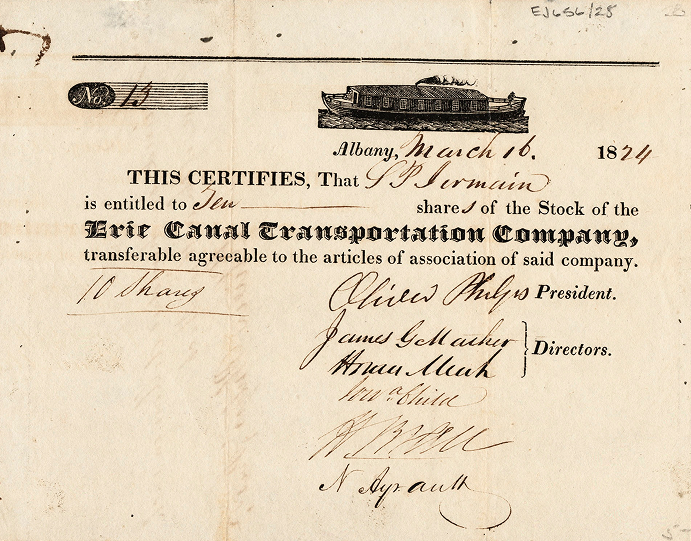 EJ656/25
No. 13
Albany, March 16. 1824
THIS CERTIFIES, That S P Jermain
is entitled to Ten shares of the Stock of the
Erie Canal Transportation Company,
transferable agreeable to the articles of association of said company.
10 Shares
Oliver Phelps President.
James G Mather
Directors.
N Ayrault